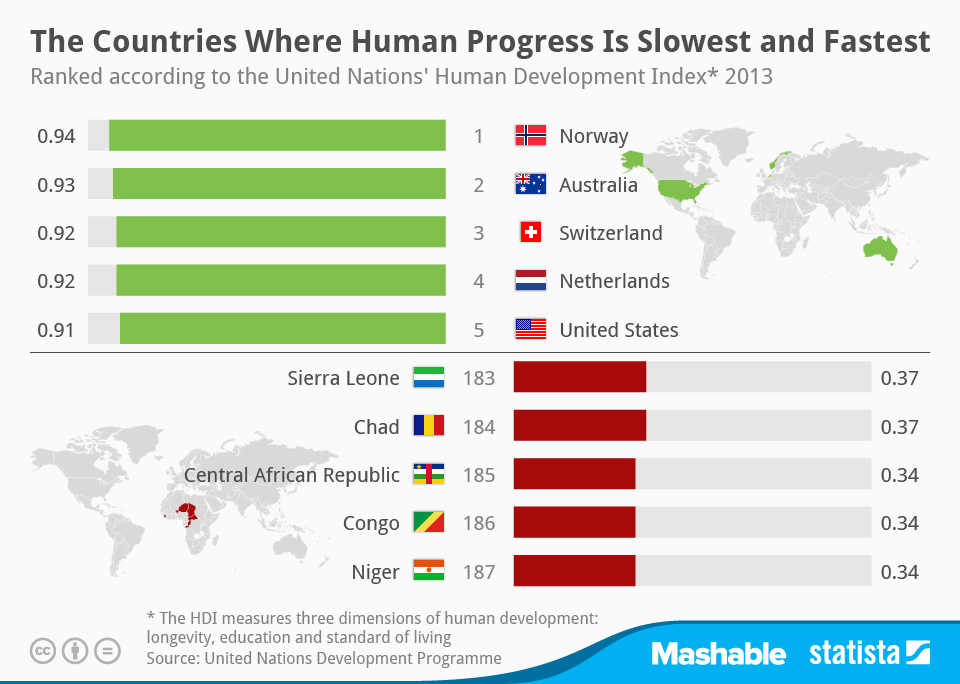 The Countries Where Human Progress Is Slowest and Fastest
Ranked according to the United Nations' Human Development Index* 2013
0.94 1 Norway
0.93 2 Australia
0.92 3 Switzerland
0.92 4 Netherlands
0.91 5 United States
Sierra Leone 183 0.37
Chad 184 0.37
Central African Republic 185 0.34
Congo 186 0.34
Niger 187 0.34
* The HDI measures three dimensions of human development:
longevity, education and standard of living
Source: United Nations Development Programme
cc
Mashable statista